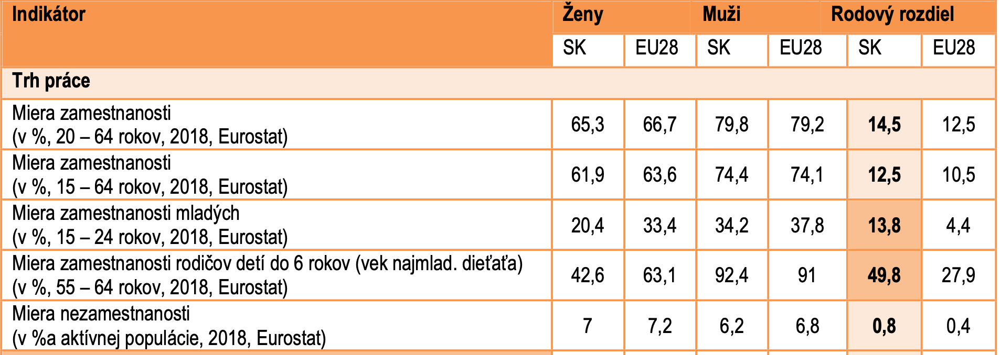 Indikátor Ženy Muži Rodový rozdiel
SK EU28 SK EU28 SK EU28
Trh práce
Miera zamestnanosti
(v %, 20 – 64 rokov, 2018, Eurostat) 65,3 66,7 79,8 79,2 14,5 12,5
Miera zamestnanosti
(v %, 15 – 64 rokov, 2018, Eurostat) 61,9 63,6 74,4 74,1 12,5 10,5
Miera zamestnanosti mladých
(v %, 15 – 24 rokov, 2018, Eurostat) 20,4 33,4 34,2 37,8 13,8 4,4
Miera zamestnanosti rodičov detí do 6 rokov (vek najmlad. dieťaťa)
(v %, 55 – 64 rokov, 2018, Eurostat) 42,6 63,1 92,4 91 49,8 27,9
Miera nezamestnanosti
(v %a aktívnej populácie, 2018, Eurostat) 7 7,2 6,2 6,8 0,8 0,4